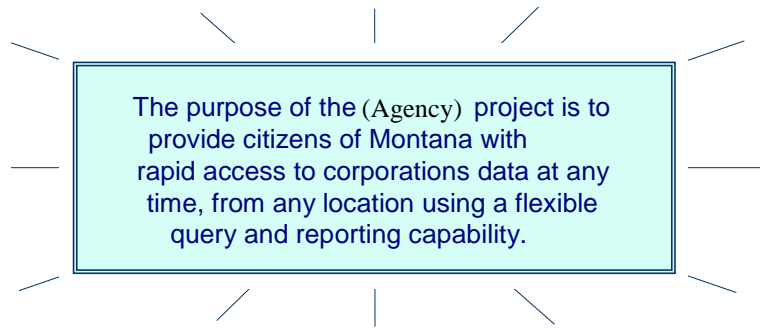 The purpose of the (Agency) project is to
provide citizens of Montana with
rapid access to corporations data at any
time, from any location using a flexible
query and reporting capability.